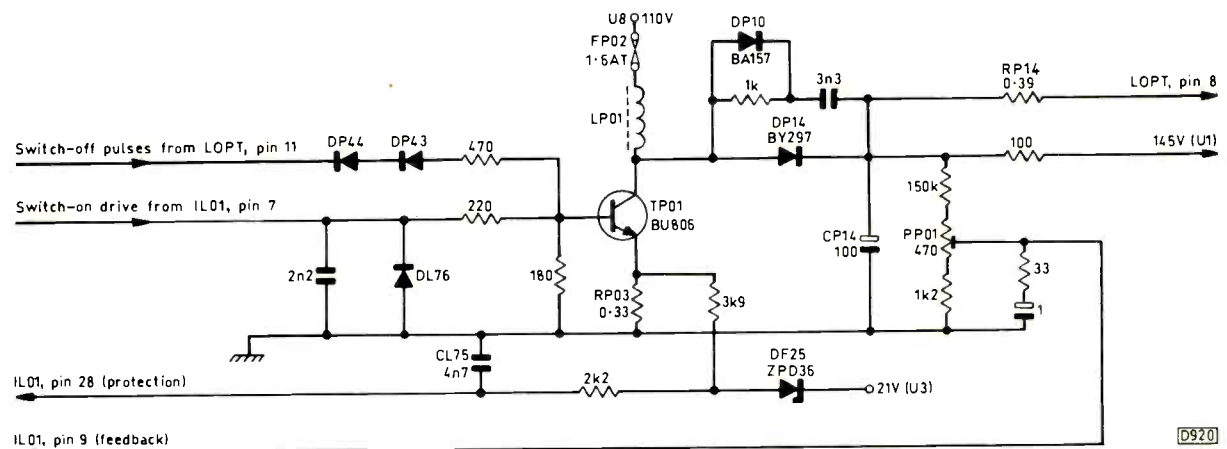 U8 110V
FP02
1·6AT
LP01
DP10
BA157
1k
3n3
DP14
BY297
RP14
0·39
LOPT, pin 8
Switch-off pulses from LOPT, pin 11
DP44
DP43
470
100
145V (U1)
Switch-on drive from IL01, pin 7
220
TP01
BU806
150k
PP01
470
CP14
100
2n2
DL76
180
RP03
0·33
3k9
1k2
33
1
CL75
4n7
2k2
DF25
ZPD36
21V (U3)
IL01, pin 28 (protection)
IL01, pin 9 (feedback)
D920